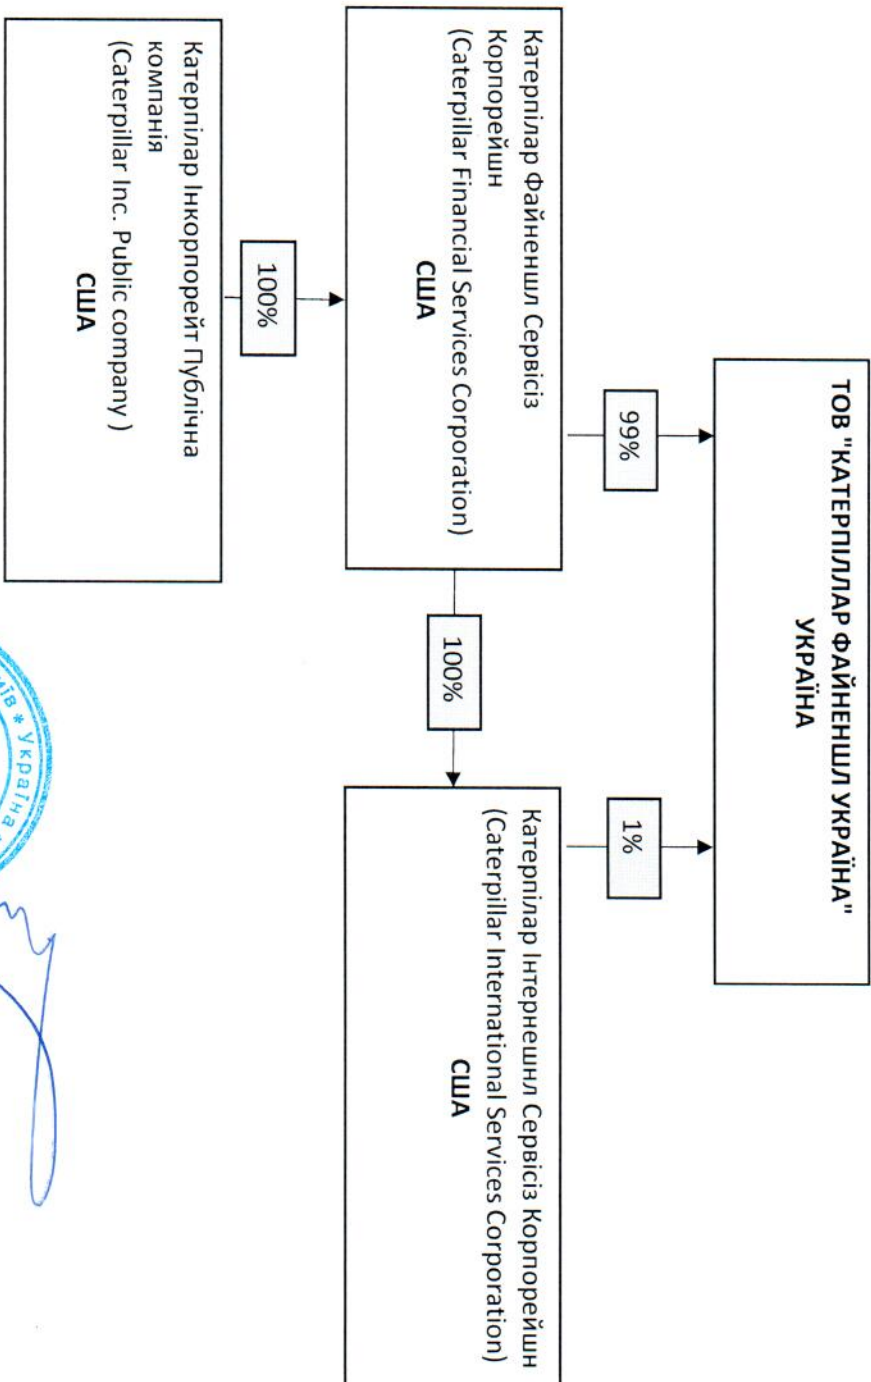 ТОВ "КАТЕРПІЛЛАР ФАЙНЕНШЛ УКРАЇНА"
УКРАЇНА
99%
1%
Катерпілар Файненшл Сервісіз
Корпорейшн
(Caterpillar Financial Services Corporation)
США
100%
Катерпілар Інтернешнл Сервісіз Корпорейшн
(Caterpillar International Services Corporation)
США
100%
Катерпілар Інкорпорейт Публічна
компанія
(Caterpillar Inc. Public company )
США
* Україна